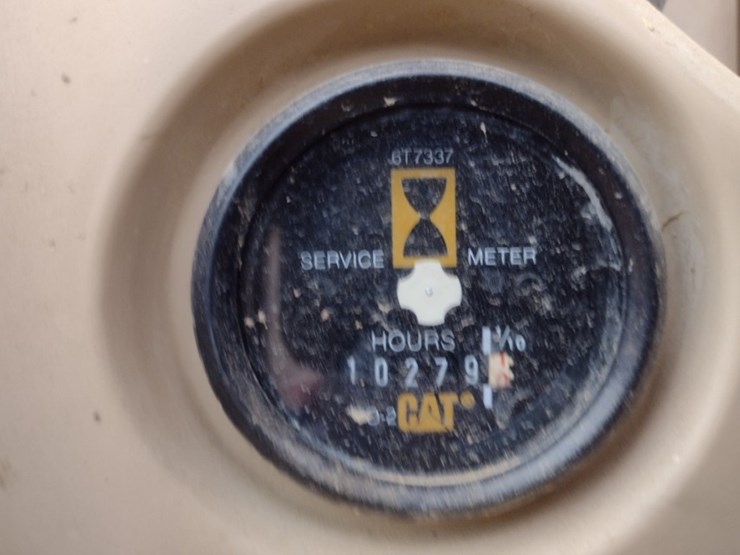 6T7337
SERVICE METER
HOURS 1/10
10279
CAT